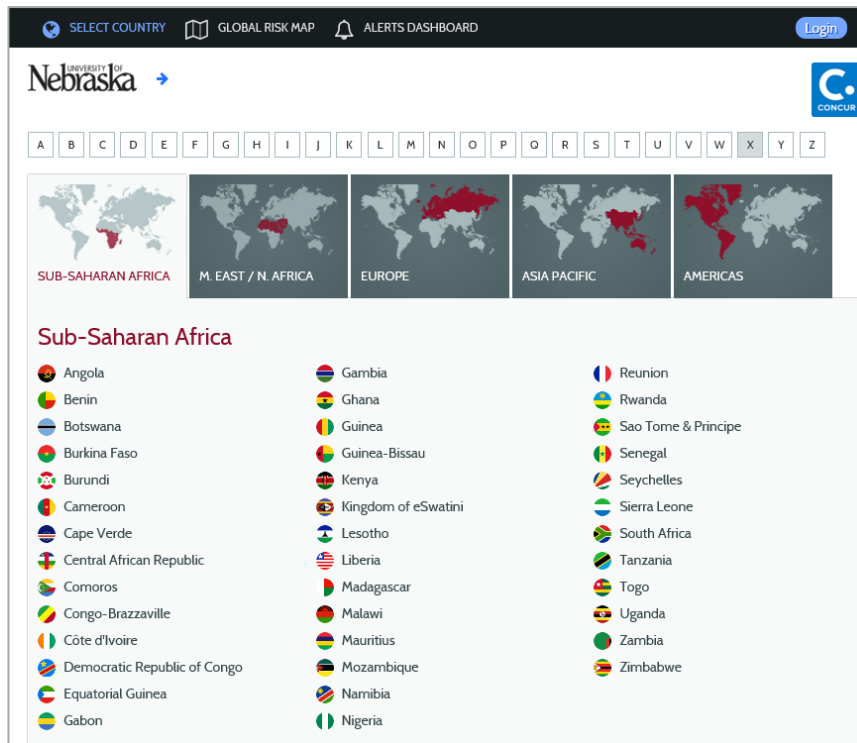 SELECT COUNTRY GLOBAL RISK MAP ALERTS DASHBOARD Login
UNIVERSITY OF
Nebraska
C.
CONCUR
A B C D E F G H I J K L M N O P Q R S T U V W X Y Z
SUB-SAHARAN AFRICA M. EAST / N. AFRICA EUROPE ASIA PACIFIC AMERICAS
Sub-Saharan Africa
Angola
Benin
Botswana
Burkina Faso
Burundi
Cameroon
Cape Verde
Central African Republic
Comoros
Congo-Brazzaville
Côte d'Ivoire
Democratic Republic of Congo
Equatorial Guinea
Gabon
Gambia
Ghana
Guinea
Guinea-Bissau
Kenya
Kingdom of eSwatini
Lesotho
Liberia
Madagascar
Malawi
Mauritius
Mozambique
Namibia
Nigeria
Reunion
Rwanda
Sao Tome & Principe
Senegal
Seychelles
Sierra Leone
South Africa
Tanzania
Togo
Uganda
Zambia
Zimbabwe